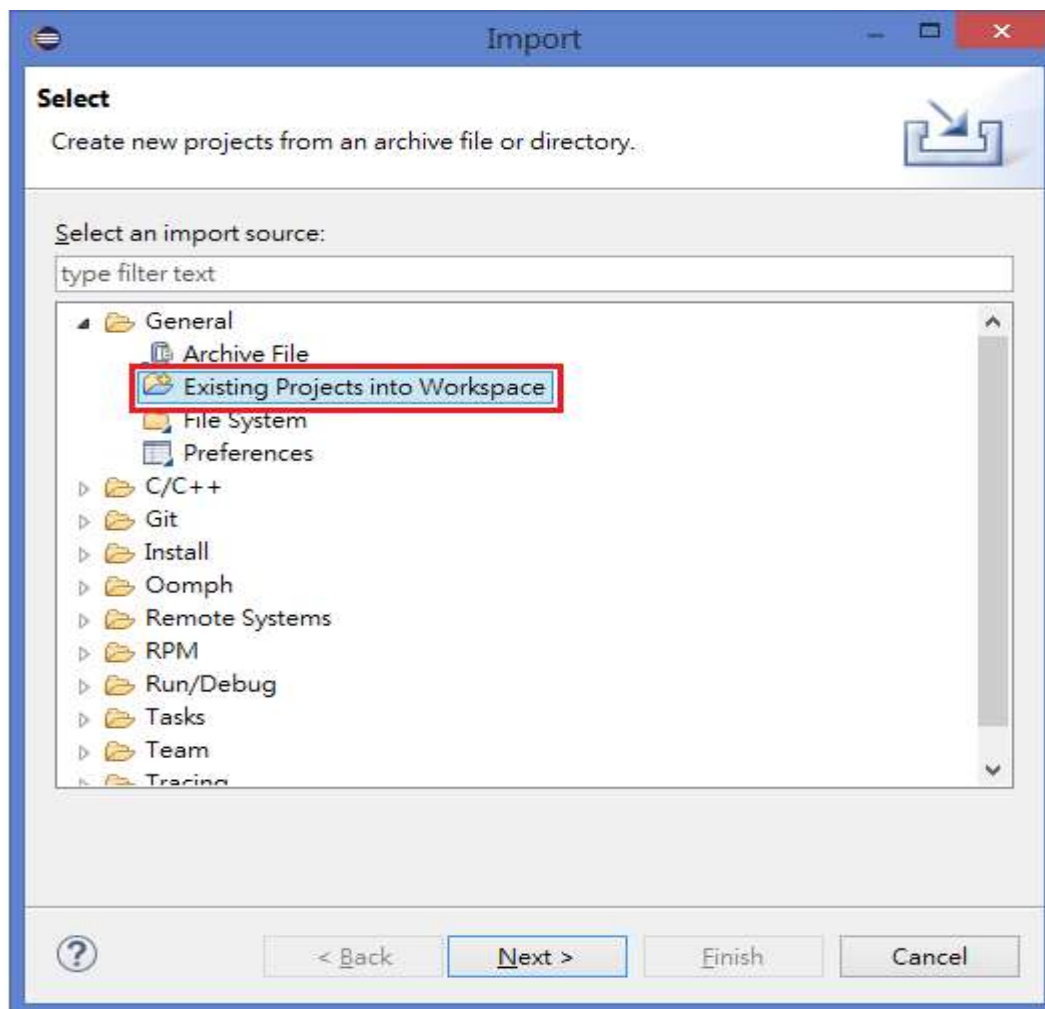 Import
Select
Create new projects from an archive file or directory.
Select an import source:
type filter text
General
Archive File
Existing Projects into Workspace
File System
Preferences
C/C++
Git
Install
Oomph
Remote Systems
RPM
Run/Debug
Tasks
Team
Tracing
?
< Back Next > Finish Cancel